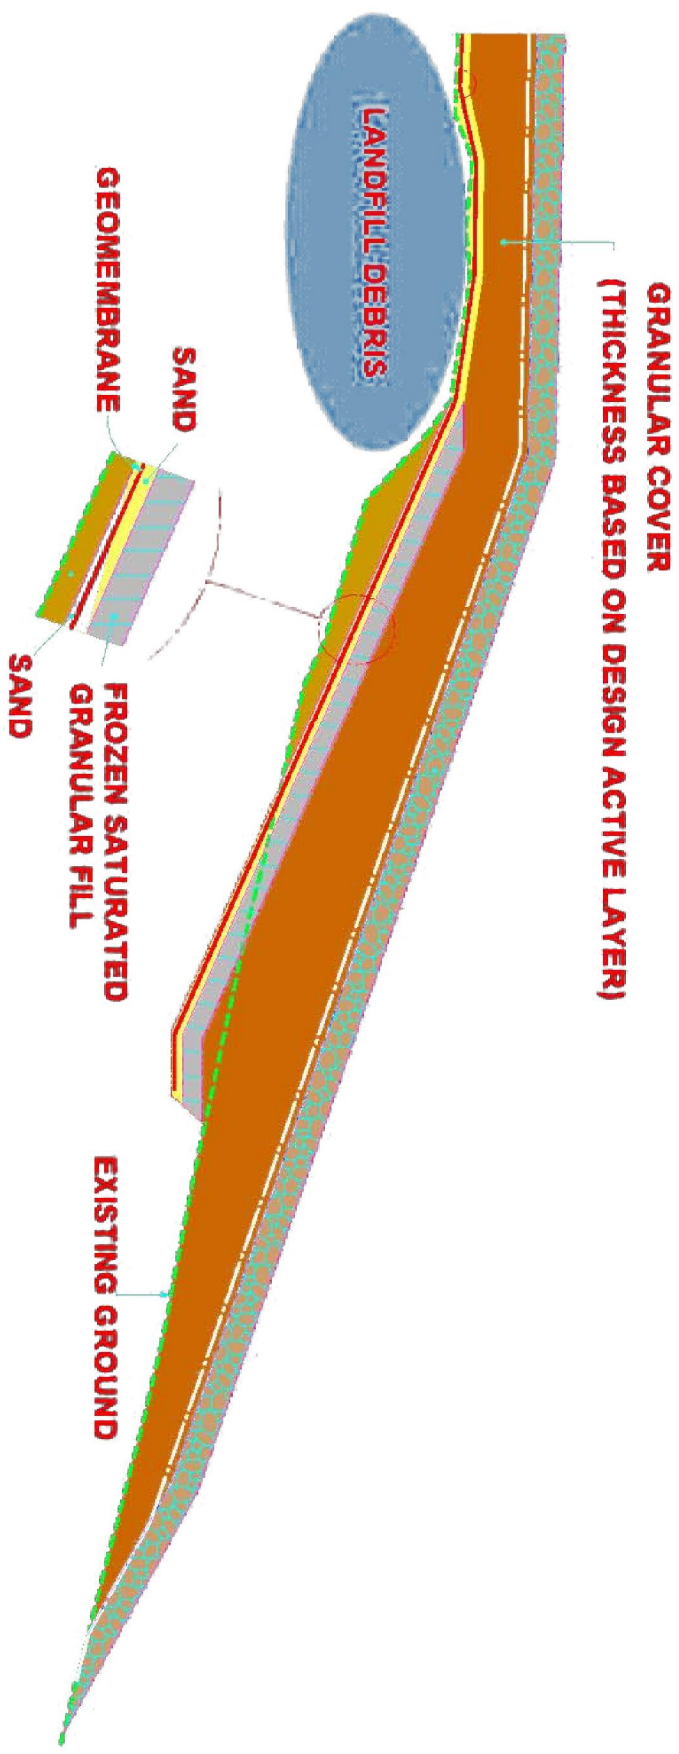 GRANULAR COVER
(THICKNESS BASED ON DESIGN ACTIVE LAYER)
LANDFILL DEBRIS
SAND
GEOMEMBRANE
FROZEN SATURATED
GRANULAR FILL
SAND
EXISTING GROUND